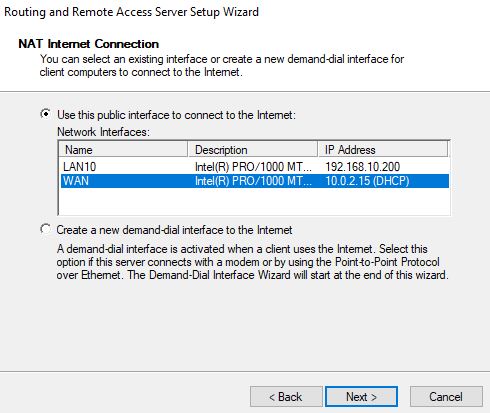 Routing and Remote Access Server Setup Wizard
NAT Internet Connection
You can select an existing interface or create a new demand-dial interface for
client computers to connect to the Internet.
Use this public interface to connect to the Internet:
Network Interfaces:
Name Description IP Address
LAN10 Intel(R) PRO/1000 MT... 192.168.10.200
WAN Intel(R) PRO/1000 MT... 10.0.2.15 (DHCP)
Create a new demand-dial interface to the Internet
A demand-dial interface is activated when a client uses the Internet. Select this
option if this server connects with a modem or by using the Point-to-Point Protocol
over Ethernet. The Demand-Dial Interface Wizard will start at the end of this wizard.
< Back Next > Cancel